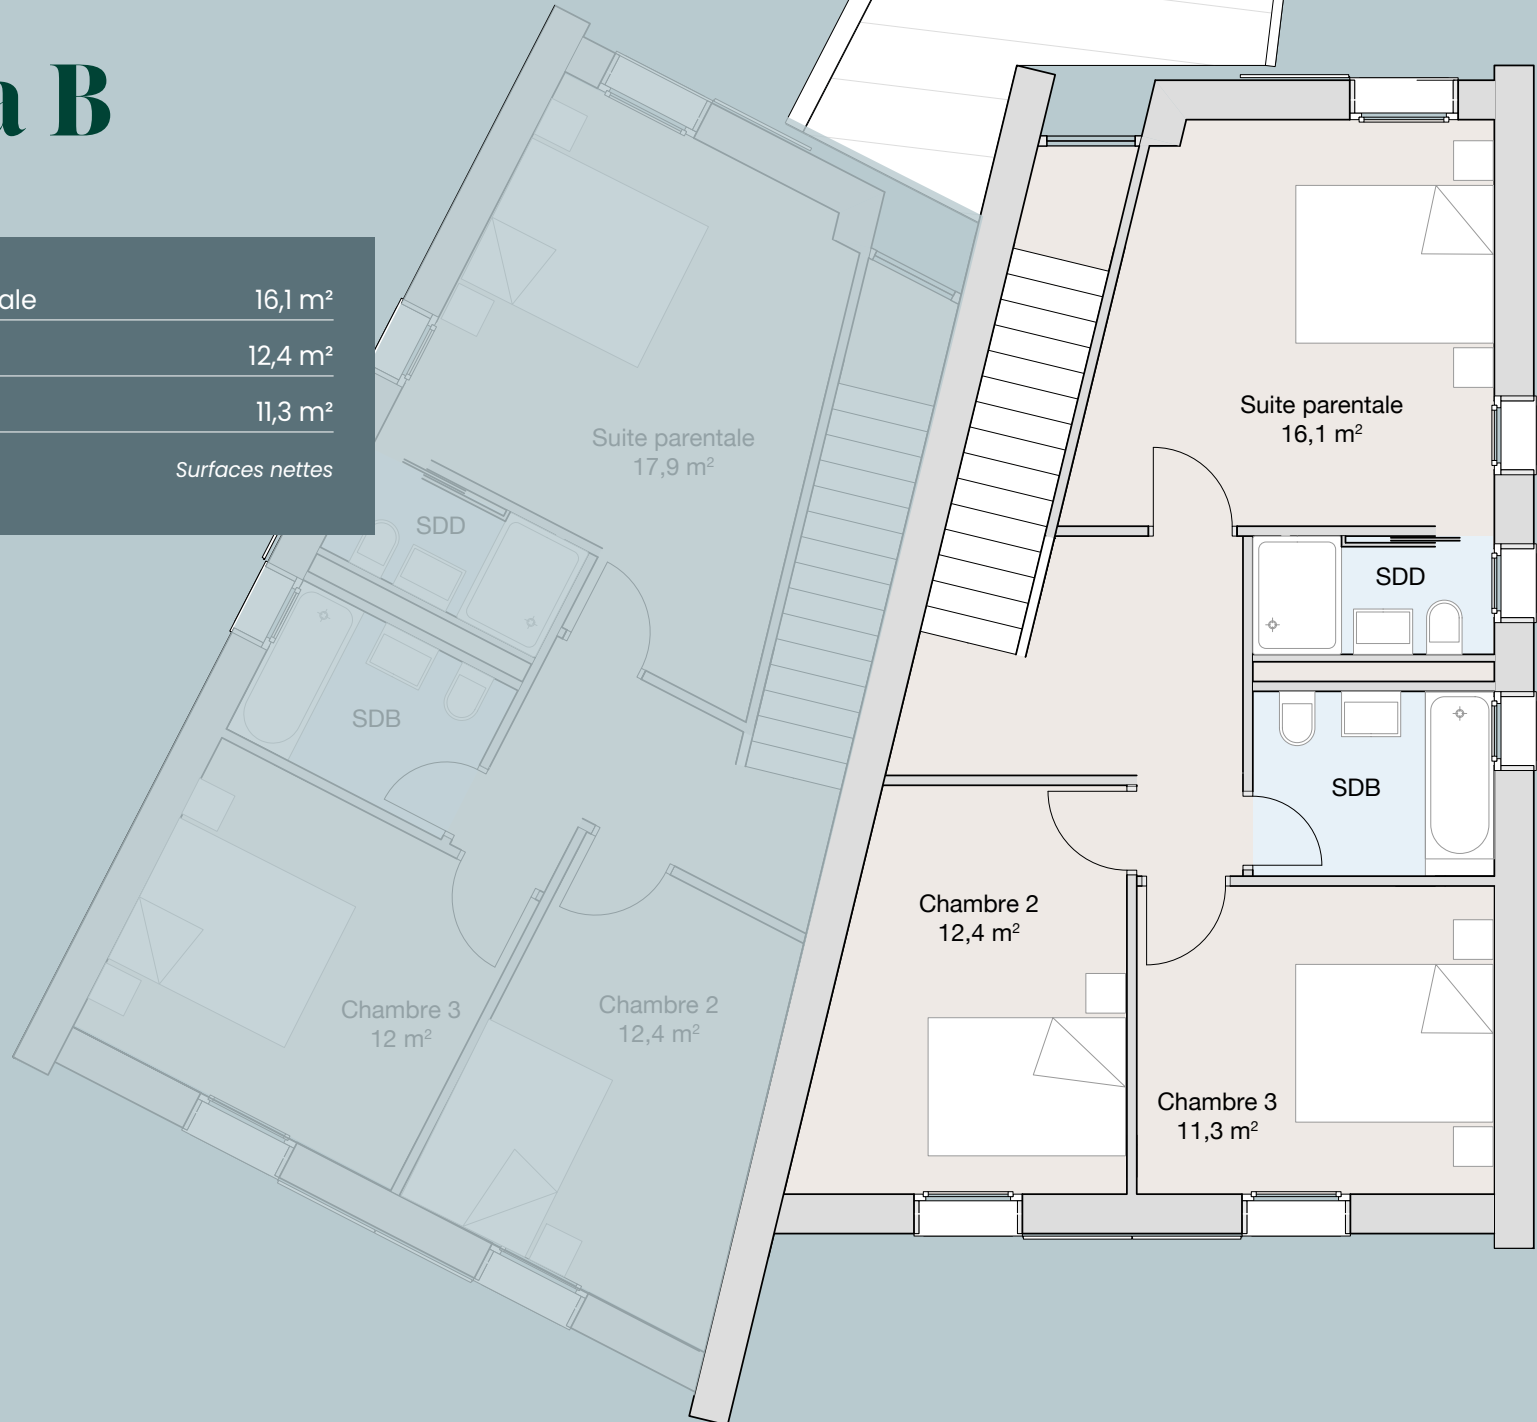 a B
ale 16,1 m²
12,4 m²
11,3 m²
Surfaces nettes
Suite parentale
17,9 m²
SDD
SDB
Chambre 3
12 m²
Chambre 2
12,4 m²
Suite parentale
16,1 m²
SDD
SDB
Chambre 2
12,4 m²
Chambre 3
11,3 m²